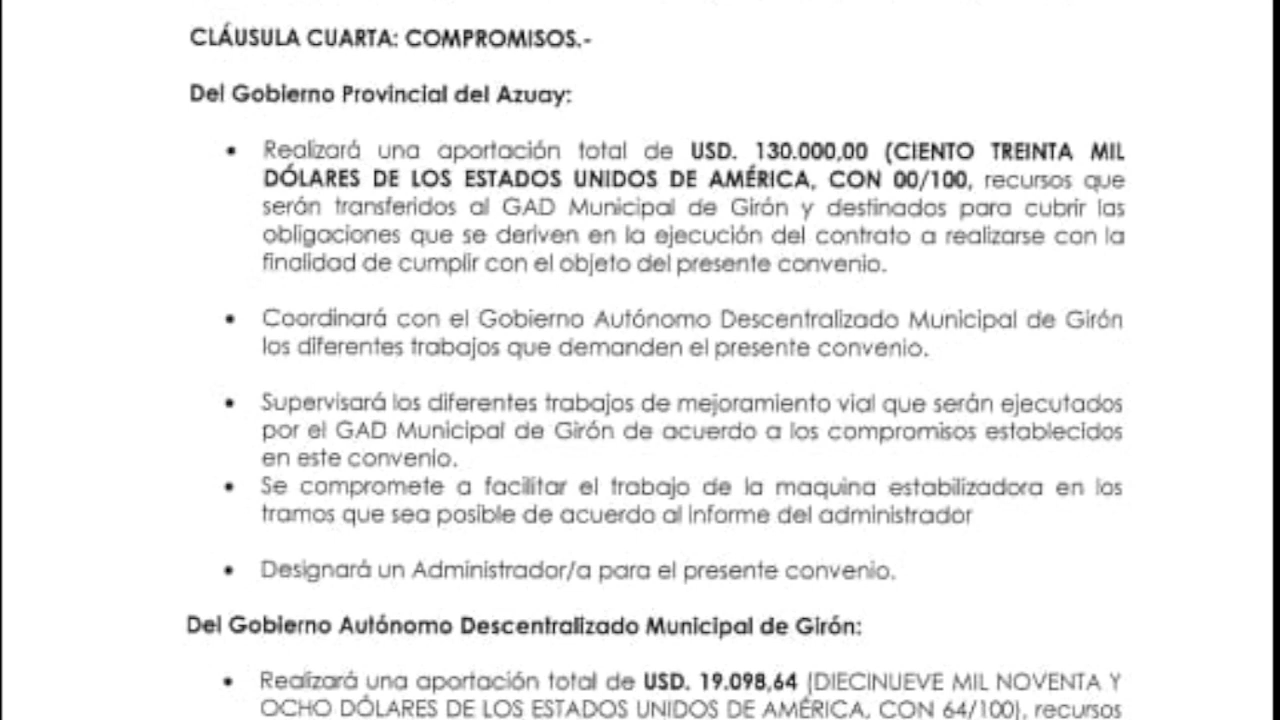 CLÁUSULA CUARTA: COMPROMISOS.-
Del Gobierno Provincial del Azuay:
• Realizará una aportación total de USD. 130.000,00 (CIENTO TREINTA MIL
DÓLARES DE LOS ESTADOS UNIDOS DE AMÉRICA, CON 00/100, recursos que
serán transferidos al GAD Municipal de Girón y destinados para cubrir las
obligaciones que se deriven en la ejecución del contrato a realizarse con la
finalidad de cumplir con el objeto del presente convenio.
• Coordinará con el Gobierno Autónomo Descentralizado Municipal de Girón
los diferentes trabajos que demanden el presente convenio.
• Supervisará los diferentes trabajos de mejoramiento vial que serán ejecutados
por el GAD Municipal de Girón de acuerdo a los compromisos establecidos
en este convenio.
• Se compromete a facilitar el trabajo de la maquina estabilizadora en los
tramos que sea posible de acuerdo al informe del administrador
• Designará un Administrador/a para el presente convenio.
Del Gobierno Autónomo Descentralizado Municipal de Girón:
• Realizará una aportación total de USD. 19.098,64 (DIECINUEVE MIL NOVENTA Y
OCHO DÓLARES DE LOS ESTADOS UNIDOS DE AMÉRICA, CON 64/100), recursos